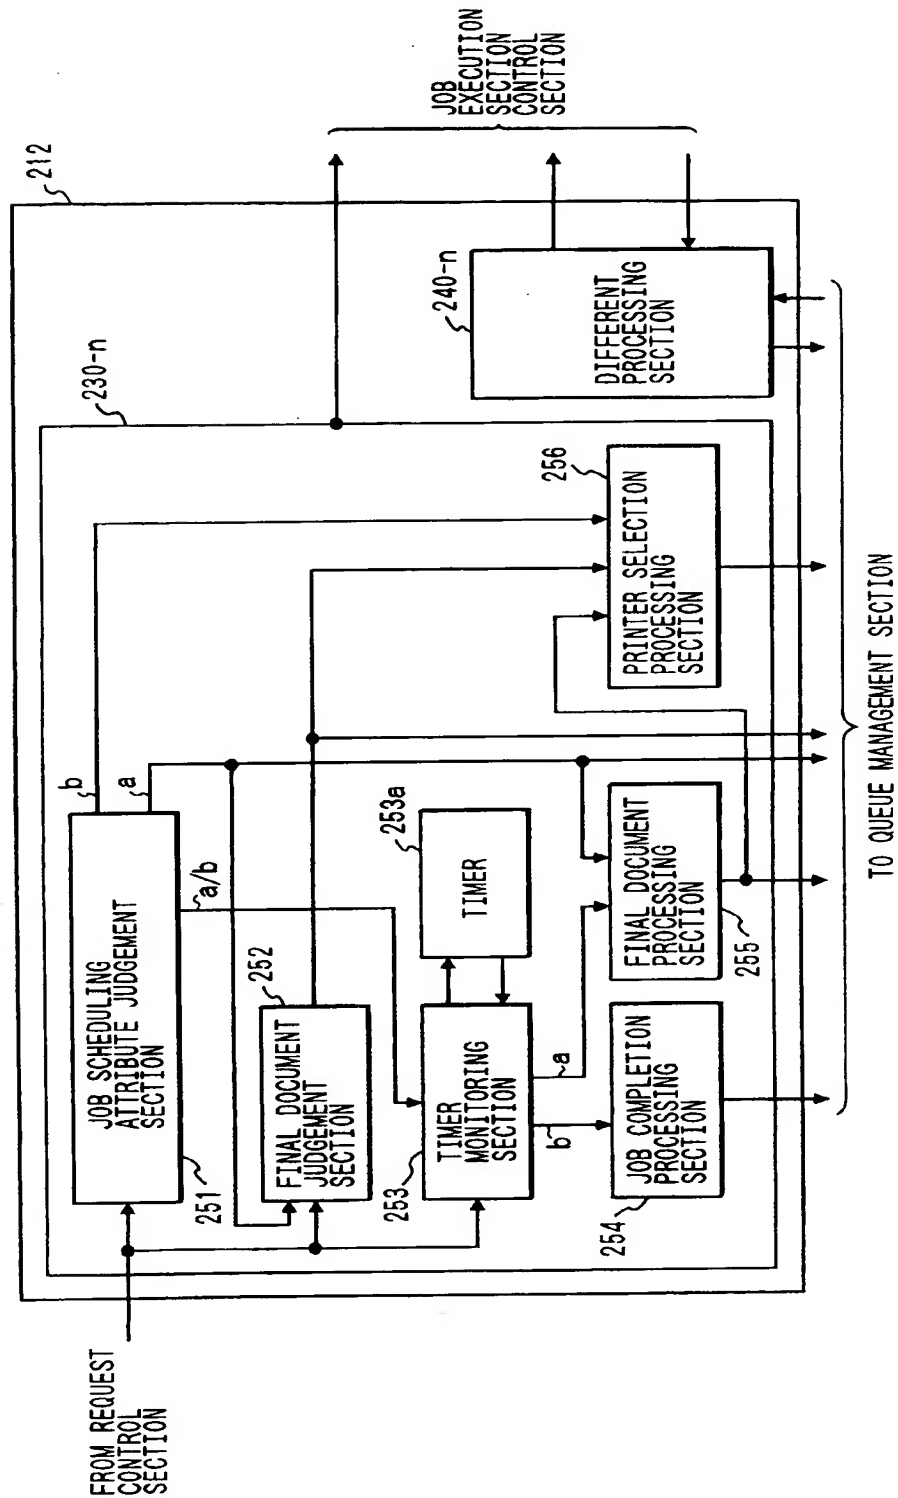 FROM REQUEST
CONTROL
SECTION
212
230-n
240-n
JOB
EXECUTION
SECTION
CONTROL
SECTION
JOB SCHEDULING
ATTRIBUTE JUDGEMENT
SECTION
251
b
a
a/b
FINAL DOCUMENT
JUDGEMENT
SECTION
252
TIMER
MONITORING
SECTION
253
TIMER
253a
b
a
JOB COMPLETION
PROCESSING
SECTION
254
FINAL DOCUMENT
PROCESSING
SECTION
255
PRINTER SELECTION
PROCESSING
SECTION
256
DIFFERENT
PROCESSING
SECTION
TO QUEUE MANAGEMENT SECTION